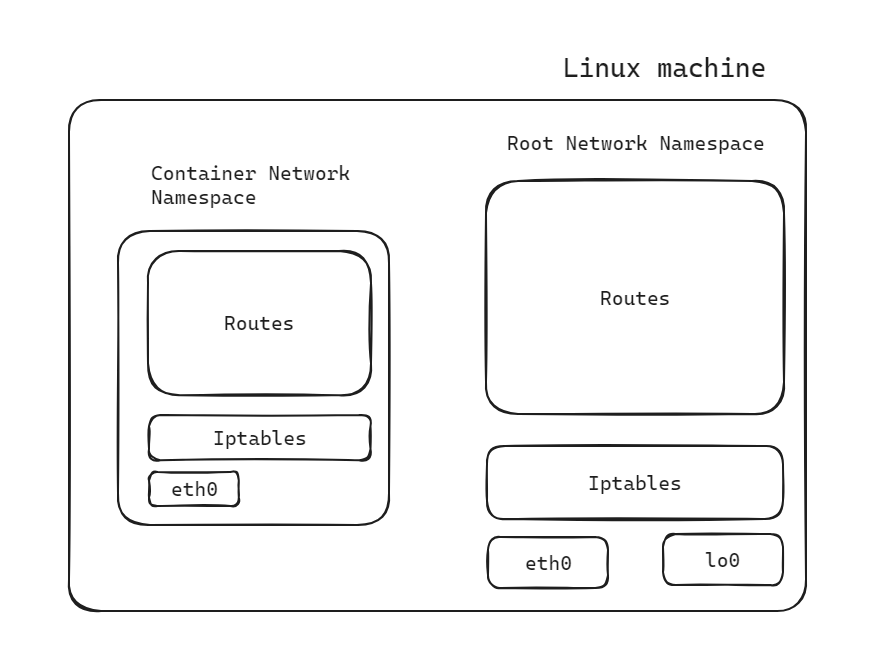 Linux machine
Container Network
Namespace
Routes
Iptables
eth0
Root Network Namespace
Routes
Iptables
eth0
lo0